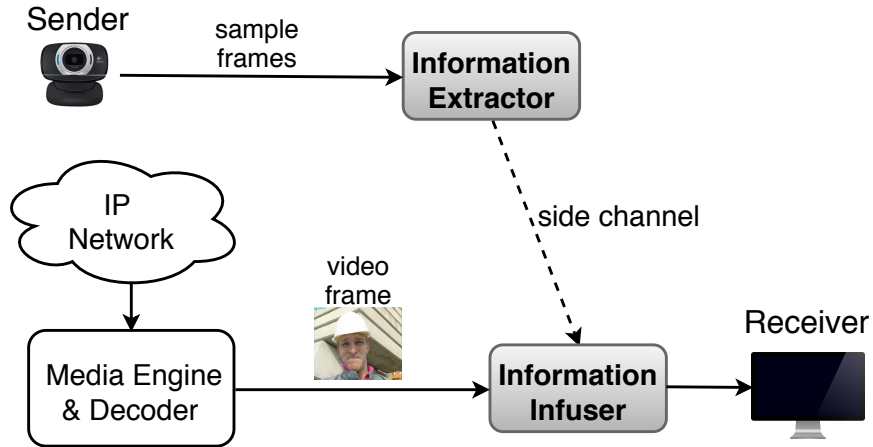 Sender
sample
frames
Information
Extractor
side channel
IP
Network
video
frame
Media Engine
& Decoder
Information
Infuser
Receiver